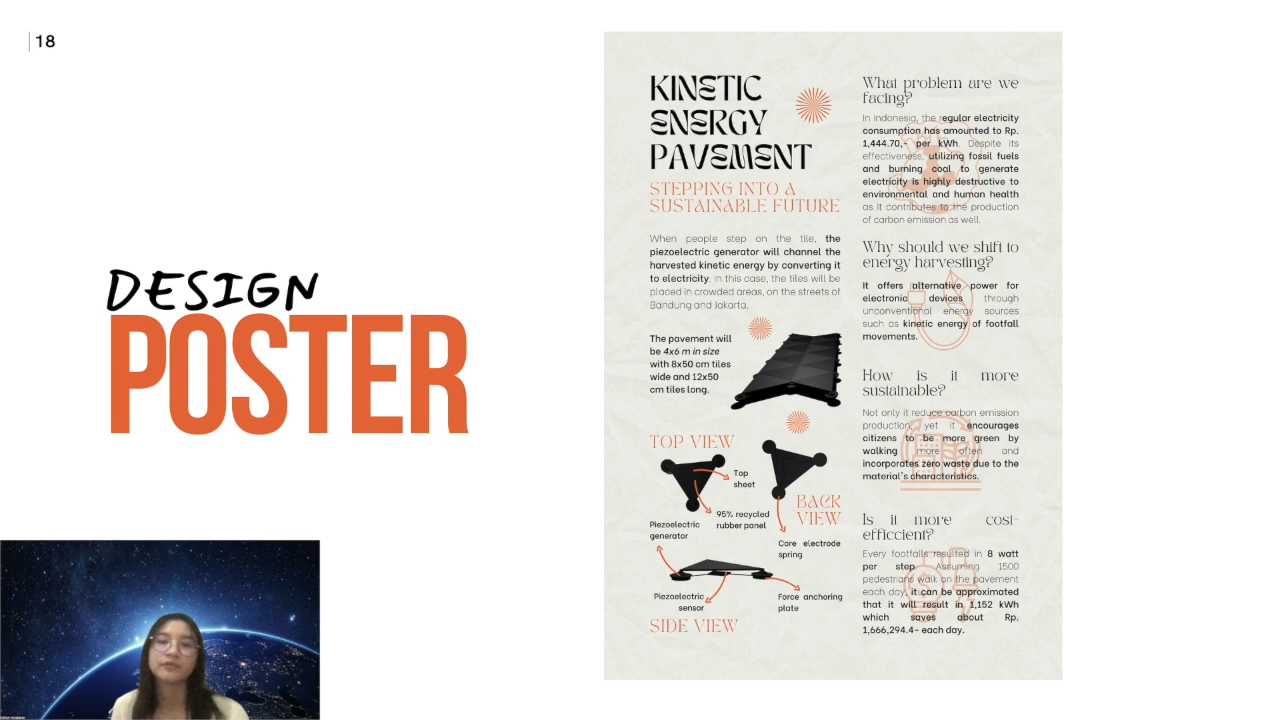 18
DESIGN
POSTER
KINETIC
ENERGY
PAVEMENT
STEPPING INTO A
SUSTAINABLE FUTURE
When people step on the tile, the
piezoelectric generator will channel the
harvested kinetic energy by converting it
to electricity. In this case, the tiles will be
placed in crowded areas, on the streets of
Bandung and Jakarta.
The pavement will
be 4x6 m in size
with 8x50 cm tiles
wide and 12x50
cm tiles long.
TOP VIEW
Top
sheet
95% recycled
rubber panel
Piezoelectric
generator
BACK
VIEW
Core electrode
spring
Piezoelectric
sensor
Force anchoring
plate
SIDE VIEW
What problem are we
facing?
In Indonesia, the regular electricity
consumption has amounted to Rp.
1,444.70,- per kWh. Despite its
effectiveness, utilizing fossil fuels
and burning coal to generate
electricity is highly destructive to
environmental and human health
as it contributes to the production
of carbon emission as well.
Why should we shift to
energy harvesting?
It offers alternative power for
electronic devices through
unconventional energy sources
such as kinetic energy of footfall
movements.
How is it more
sustainable?
Not only it reduce carbon emission
production, yet it encourages
citizens to be more green by
walking more often and
incorporates zero waste due to the
material's characteristics.
Is it more cost-
efficcient?
Every footfalls resulted in 8 watt
per step. Assuming 1500
pedestrians walk on the pavement
each day, it can be approximated
that it will result in 1,152 kWh
which saves about Rp.
1,666,294.4- each day.